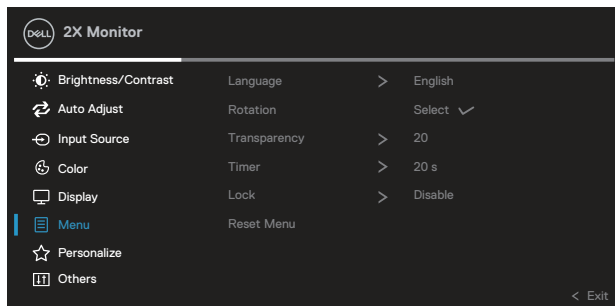 DELL 2X Monitor
Brightness/Contrast Language > English
Auto Adjust Rotation Select ✓
Input Source Transparency > 20
Color Timer > 20 s
Display Lock > Disable
Menu Reset Menu
Personalize
Others
< Exit